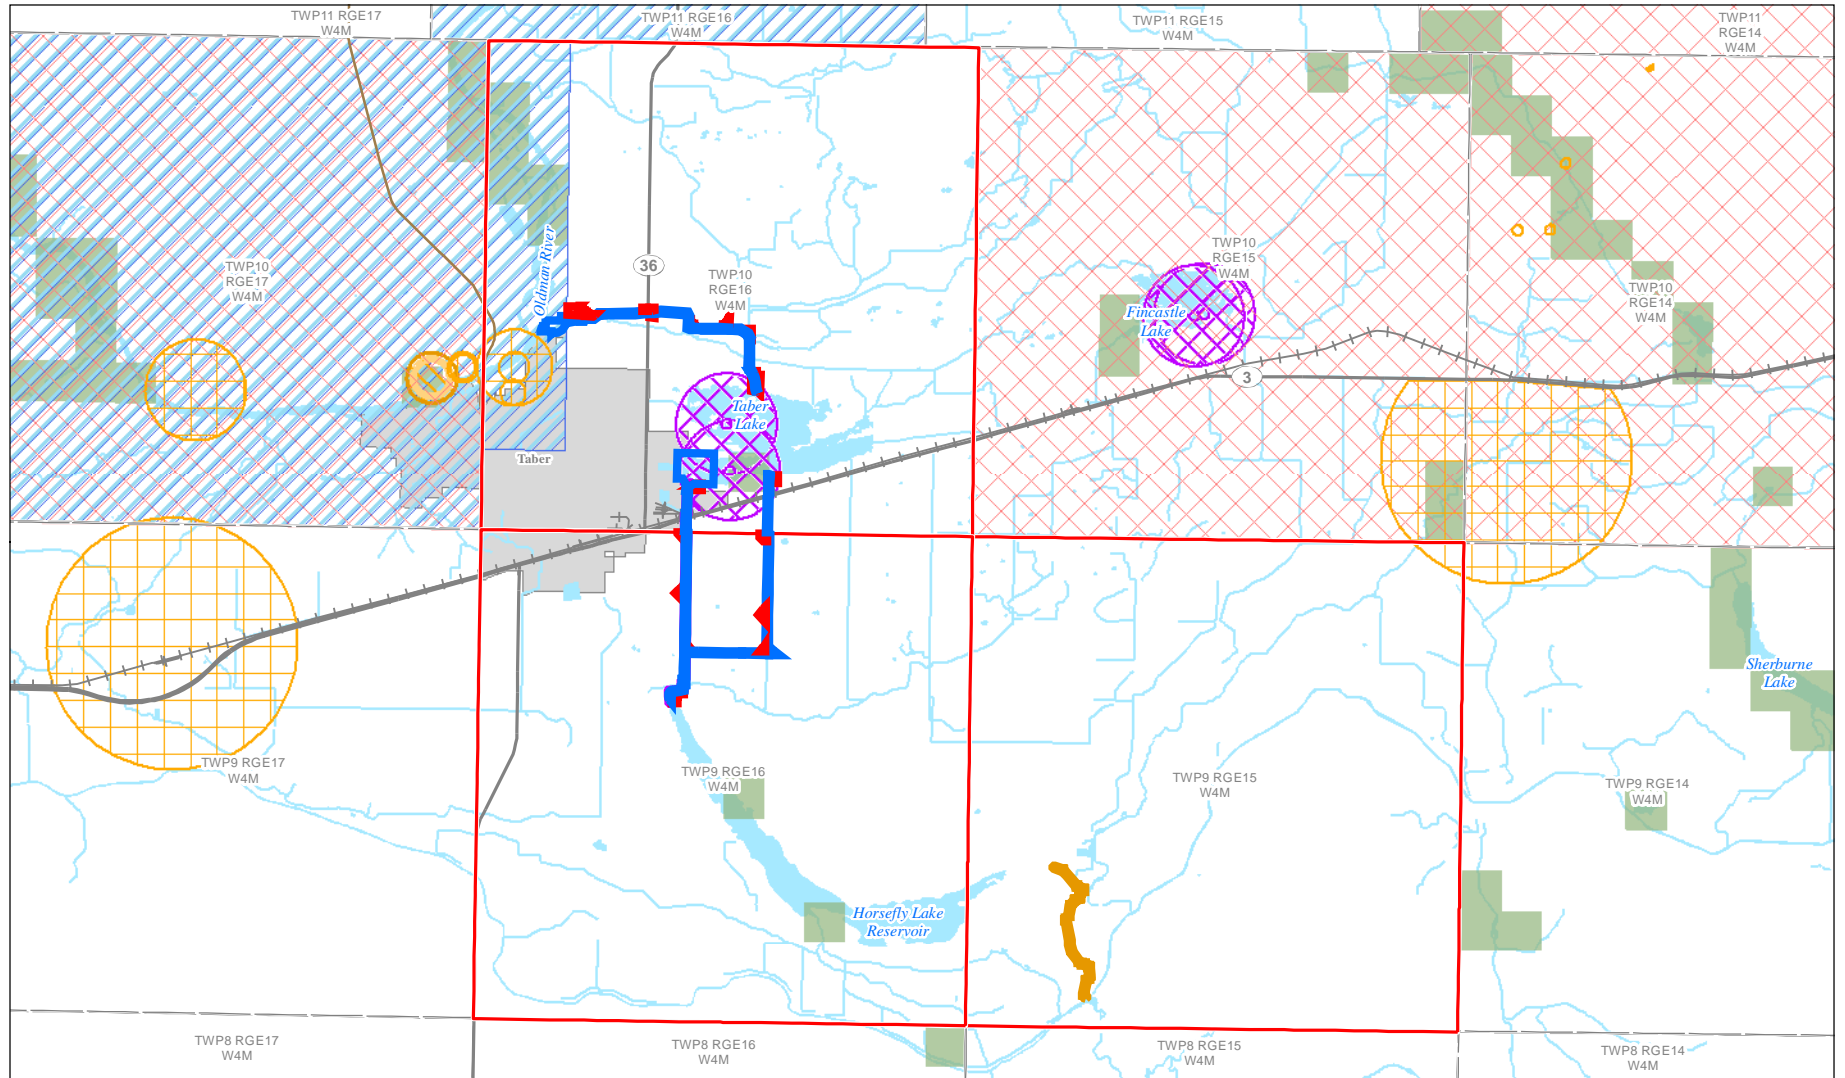 TWP11 RGE17
W4M
TWP11 RGE16
W4M
TWP11 RGE15
W4M
TWP11
RGE14
W4M
TWP10
RGE17
W4M
Oldman River
36
TWP10
RGE16
W4M
TWP10
RGE15
W4M
Fincastle
Lake
TWP10
RGE14
W4M
3
Taber
Lake
Taber
Sherburne
Lake
TWP9 RGE17
W4M
TWP9 RGE16
W4M
TWP9 RGE15
W4M
TWP9 RGE14
W4M
Horsefly Lake
Reservoir
TWP8 RGE17
W4M
TWP8 RGE16
W4M
TWP8 RGE15
W4M
TWP8 RGE14
W4M